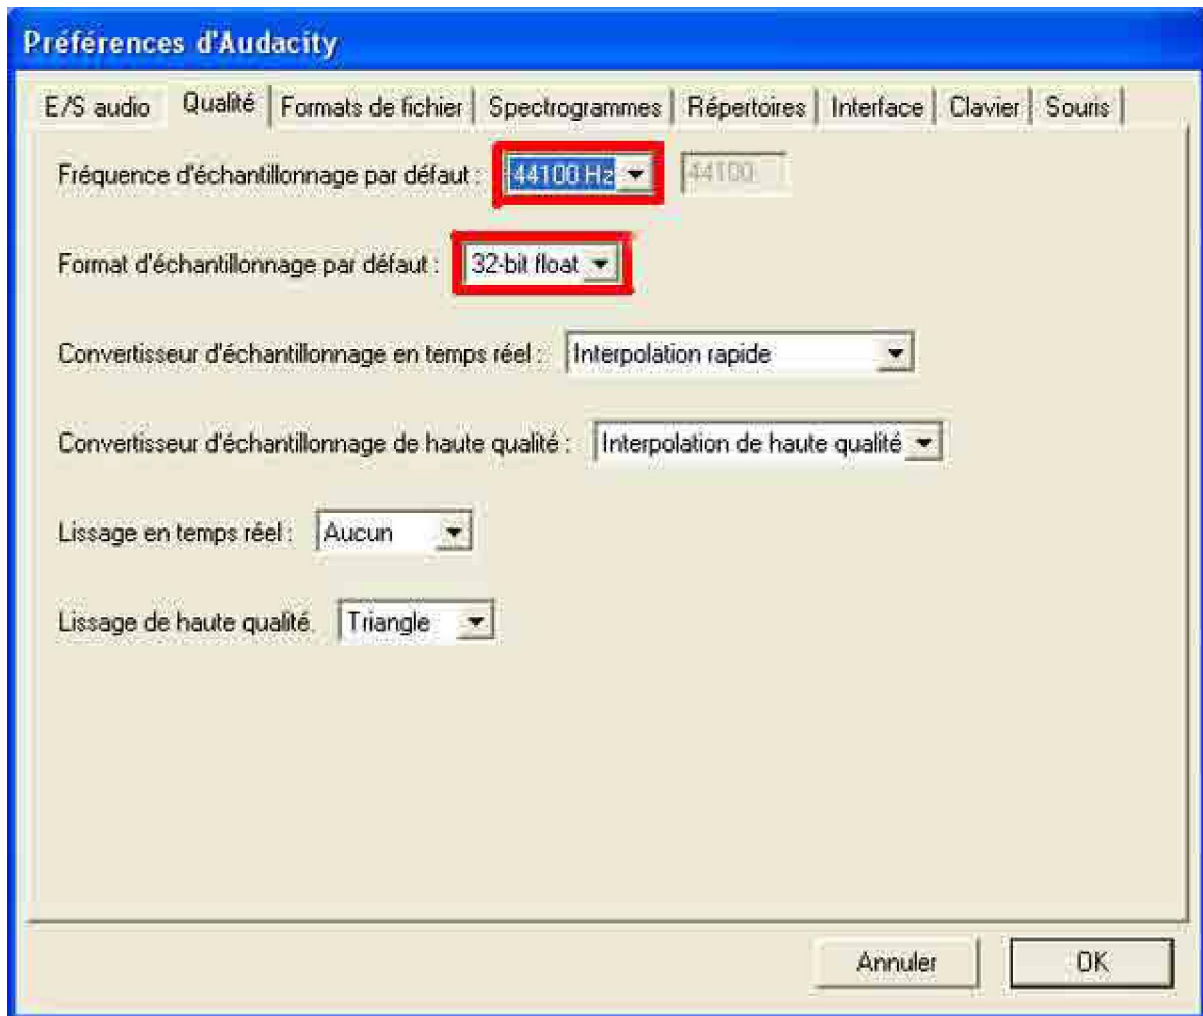 Préférences d'Audacity
E/S audio Qualité Formats de fichier Spectrogrammes Répertoires Interface Clavier Souris
Fréquence d'échantillonnage par défaut : 44100 Hz 44100
Format d'échantillonnage par défaut : 32-bit float
Convertisseur d'échantillonnage en temps réel : Interpolation rapide
Convertisseur d'échantillonnage de haute qualité : Interpolation de haute qualité
Lissage en temps réel : Aucun
Lissage de haute qualité. Triangle
Annuler OK